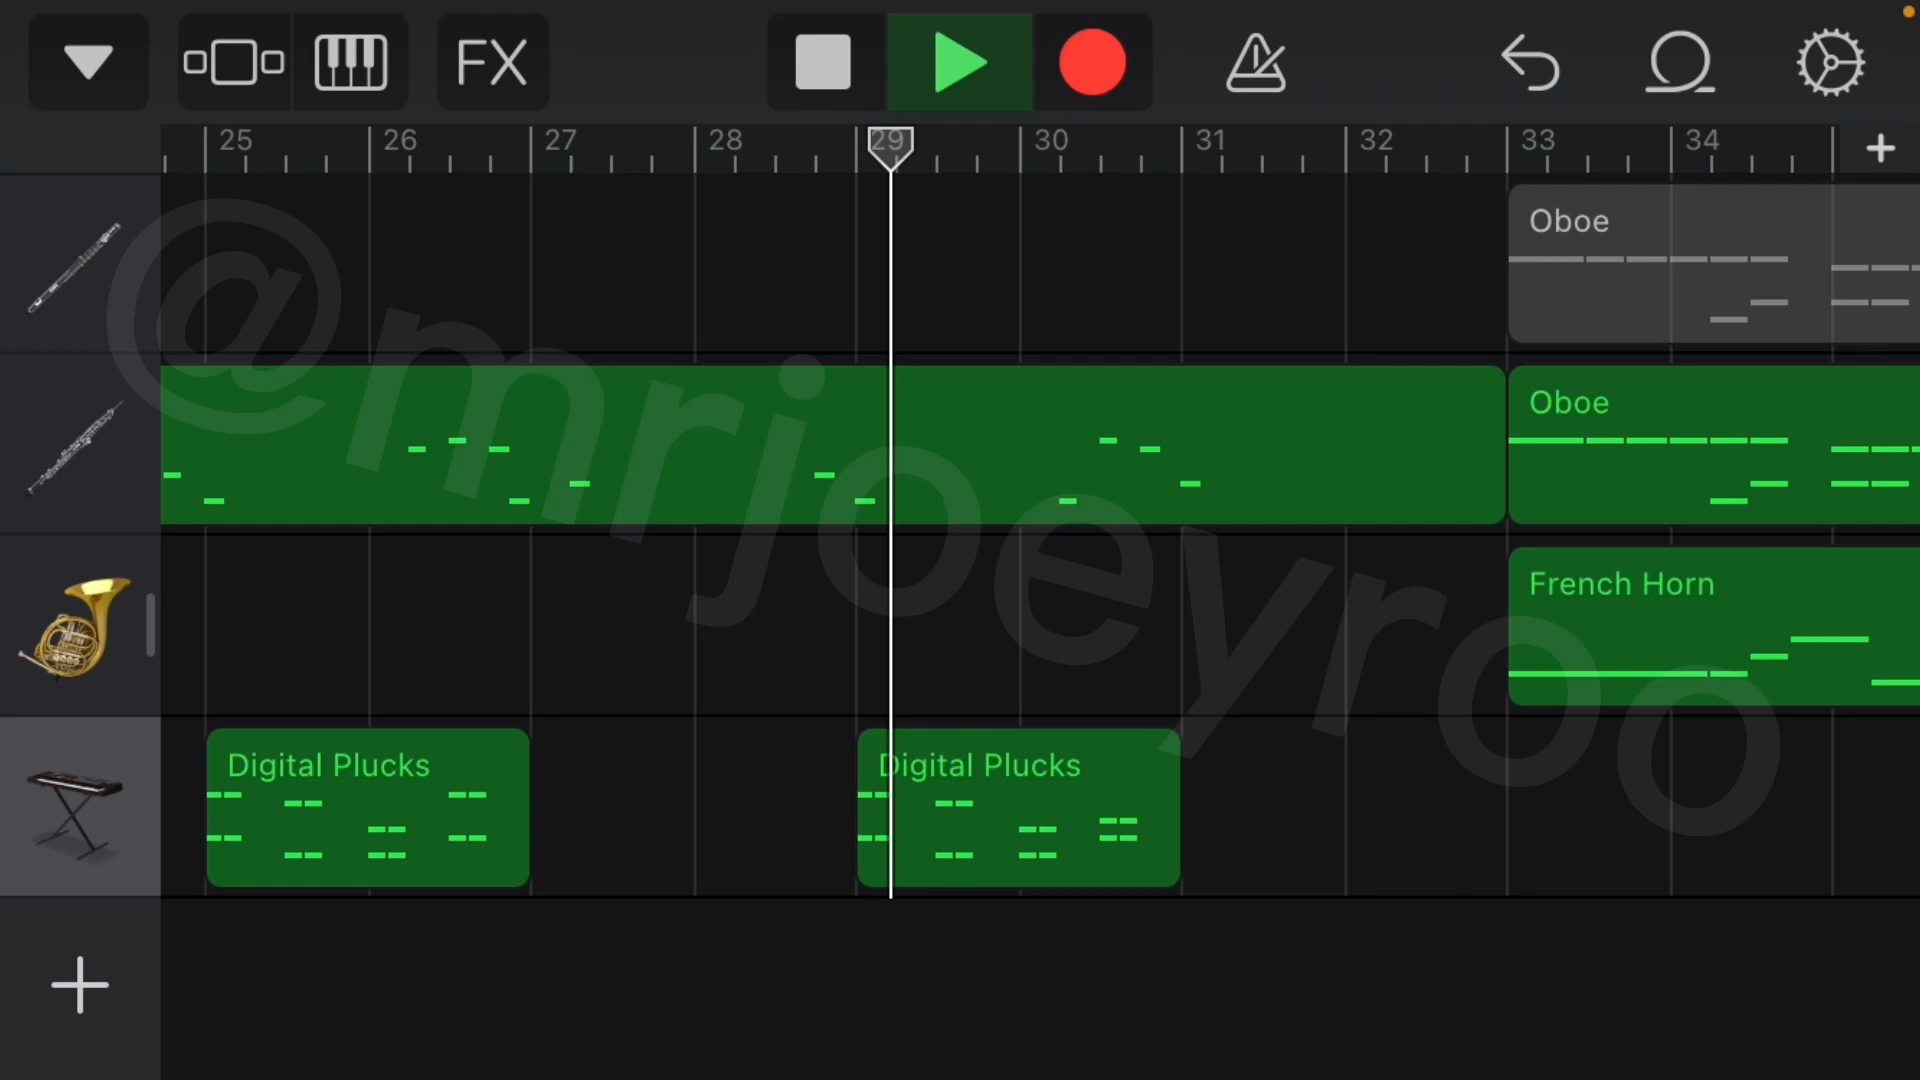 FX
25 26 27 28 29 30 31 32 33 34
Oboe
Oboe
French Horn
Digital Plucks Digital Plucks
@mrjoeyroo